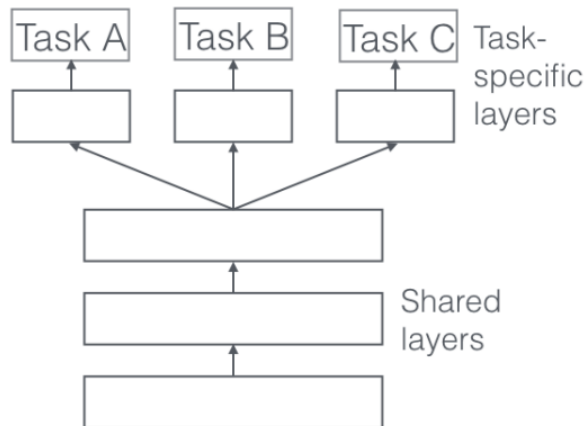 Task A
Task B
Task C
Task-
specific
layers
Shared
layers